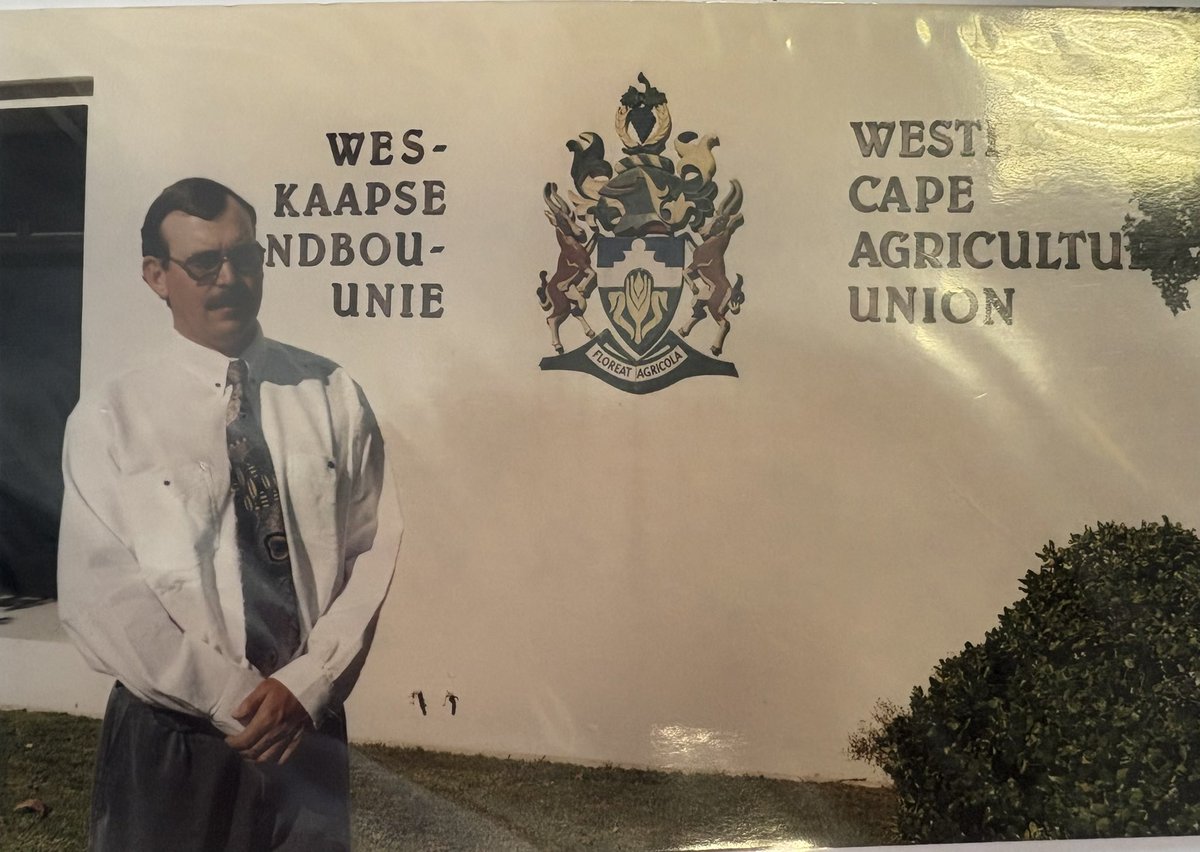 WES-
KAAPSE
NDBOU-
UNIE
FLOREAT AGRICOLA
WEST
CAPE
AGRICULTU
UNION